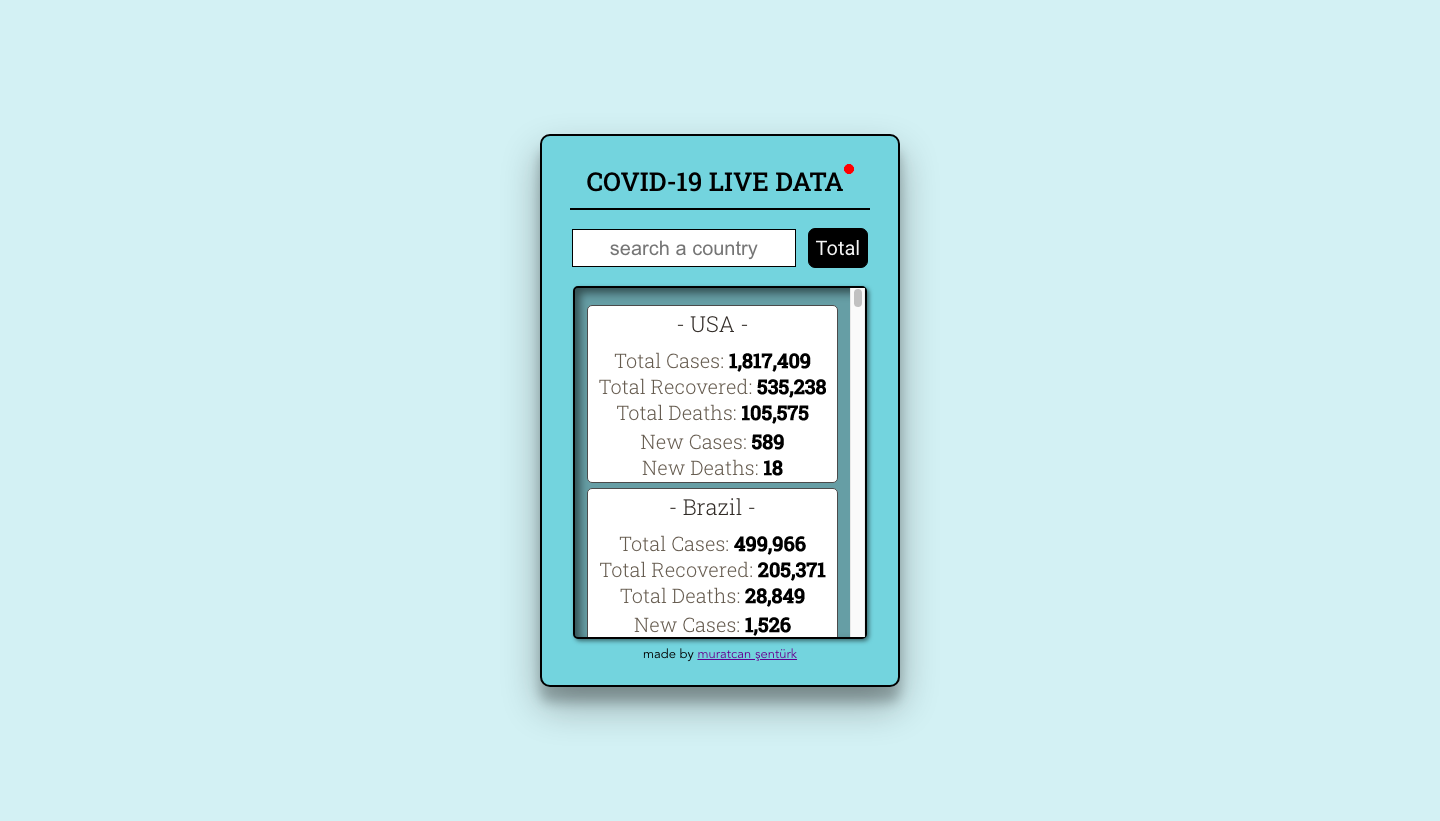 COVID-19 LIVE DATA
search a country
Total
- USA -
Total Cases: 1,817,409
Total Recovered: 535,238
Total Deaths: 105,575
New Cases: 589
New Deaths: 18
- Brazil -
Total Cases: 499,966
Total Recovered: 205,371
Total Deaths: 28,849
New Cases: 1,526
made by muratcan şentürk